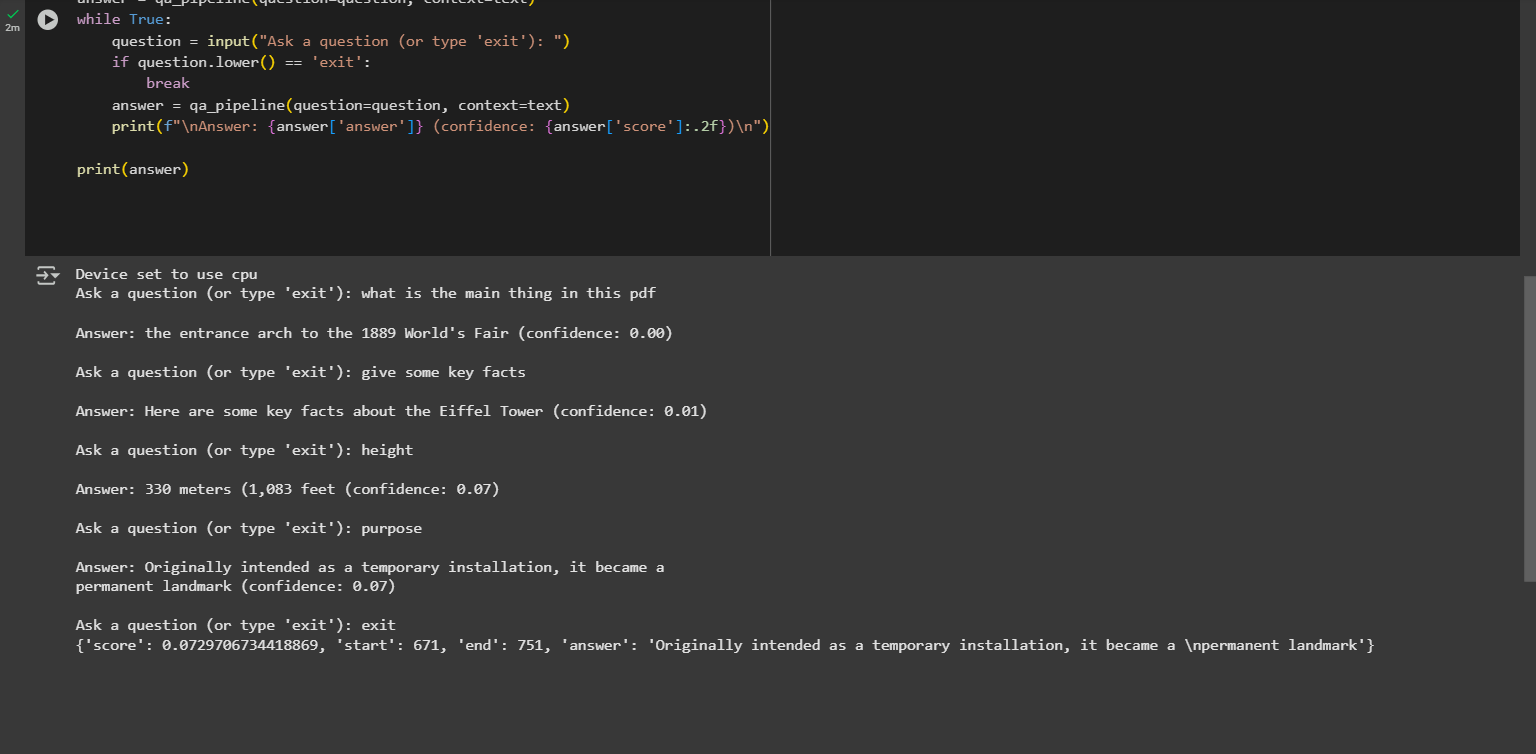 answer = qa_pipeline(question=question, context=text)
2m
while True:
    question = input("Ask a question (or type 'exit'): ")
    if question.lower() == 'exit':
        break
    answer = qa_pipeline(question=question, context=text)
    print(f"\nAnswer: {answer['answer']} (confidence: {answer['score']:.2f})\n")
print(answer)
Device set to use cpu
Ask a question (or type 'exit'): what is the main thing in this pdf
Answer: the entrance arch to the 1889 World's Fair (confidence: 0.00)
Ask a question (or type 'exit'): give some key facts
Answer: Here are some key facts about the Eiffel Tower (confidence: 0.01)
Ask a question (or type 'exit'): height
Answer: 330 meters (1,083 feet (confidence: 0.07)
Ask a question (or type 'exit'): purpose
Answer: Originally intended as a temporary installation, it became a
permanent landmark (confidence: 0.07)
Ask a question (or type 'exit'): exit
{'score': 0.0729706734418869, 'start': 671, 'end': 751, 'answer': 'Originally intended as a temporary installation, it became a \npermanent landmark'}